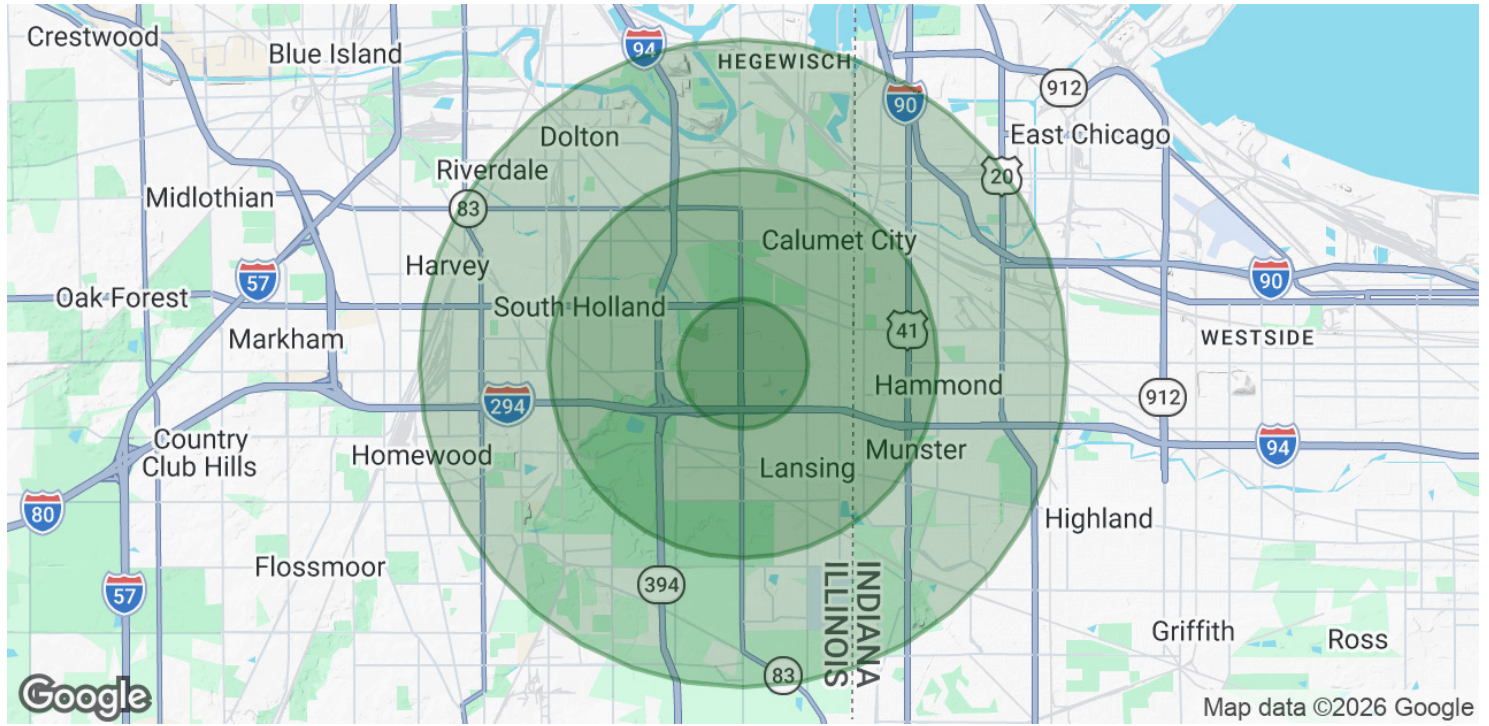 Crestwood
Blue Island
94
HEGEWISCH
90
912
East Chicago
Dolton
Riverdale
20
Midlothian
83
Calumet City
Harvey
57
90
Oak Forest
South Holland
Markham
41
WESTSIDE
Hammond
912
294
Country
Club Hills
Homewood
Munster
94
Lansing
80
Highland
Flossmoor
57
394
INDIANA
ILLINOIS
Griffith
Ross
83
Google
Map data ©2026 Google